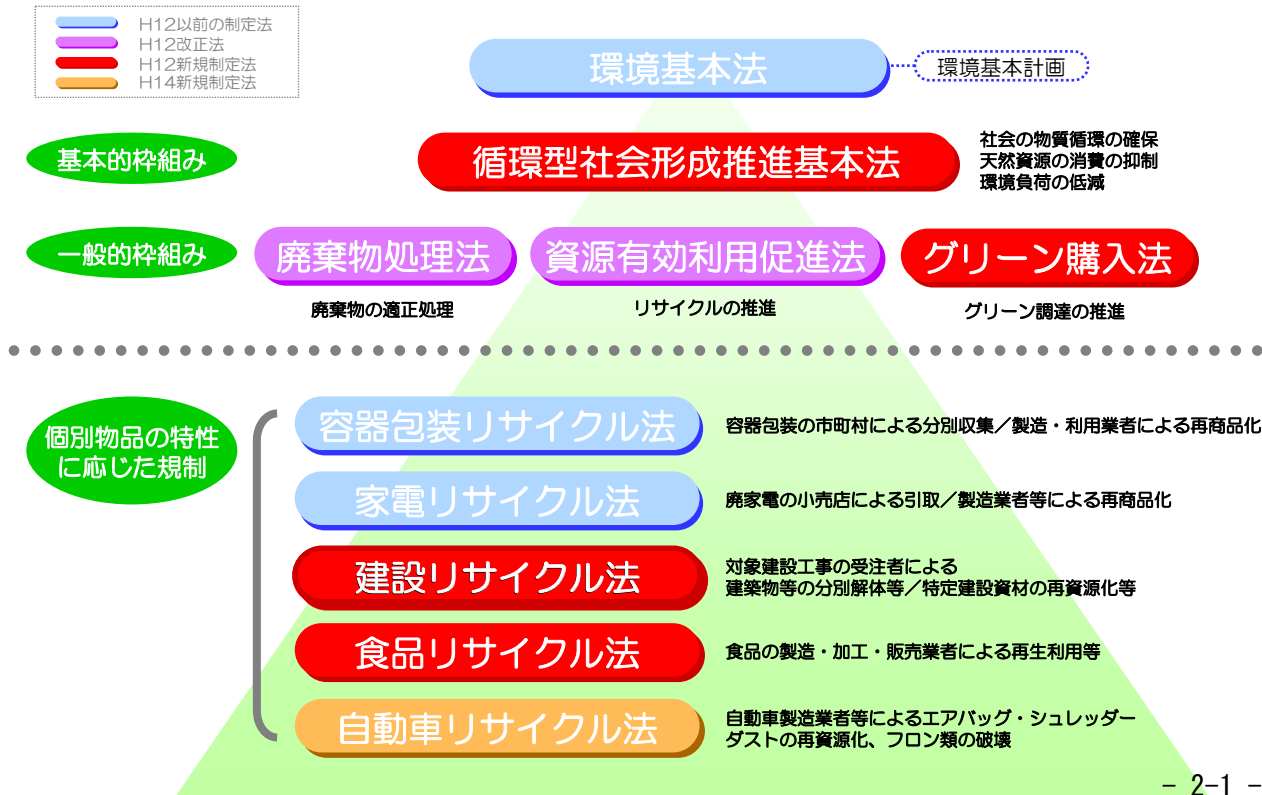 H12以前の制定法
H12改正法
H12新規制定法
H14新規制定法
環境基本法
環境基本計画
基本的枠組み
循環型社会形成推進基本法
社会の物質循環の確保
天然資源の消費の抑制
環境負荷の低減
一般的枠組み
廃棄物処理法
資源有効利用促進法
グリーン購入法
廃棄物の適正処理
リサイクルの推進
グリーン調達の推進
個別物品の特性
に応じた規制
容器包装リサイクル法
容器包装の市町村による分別収集／製造・利用業者による再商品化
家電リサイクル法
廃家電の小売店による引取／製造業者等による再商品化
建設リサイクル法
対象建設工事の受注者による
建築物等の分別解体等／特定建設資材の再資源化等
食品リサイクル法
食品の製造・加工・販売業者による再生利用等
自動車リサイクル法
自動車製造業者等によるエアバッグ・シュレッダー
ダストの再資源化、フロン類の破壊
- 2-1 -